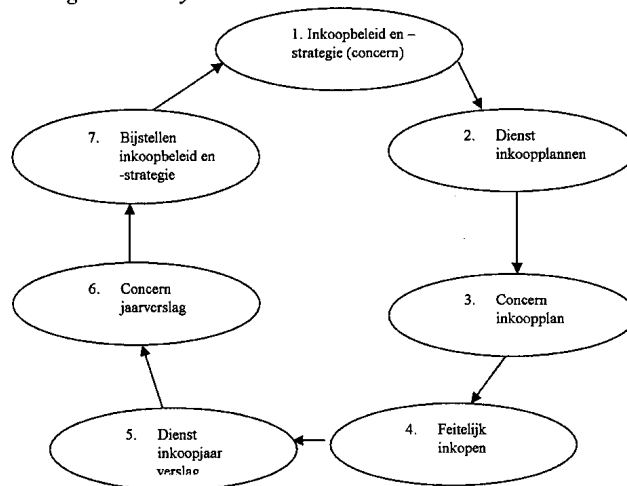 1. Inkoopbeleid en –
strategie (concern)
2. Dienst
inkoopplannen
3. Concern
inkoopplan
4. Feitelijk
inkopen
5. Dienst
inkoopjaar
verslag
6. Concern
jaarverslag
7. Bijstellen
inkoopbeleid en
-strategie